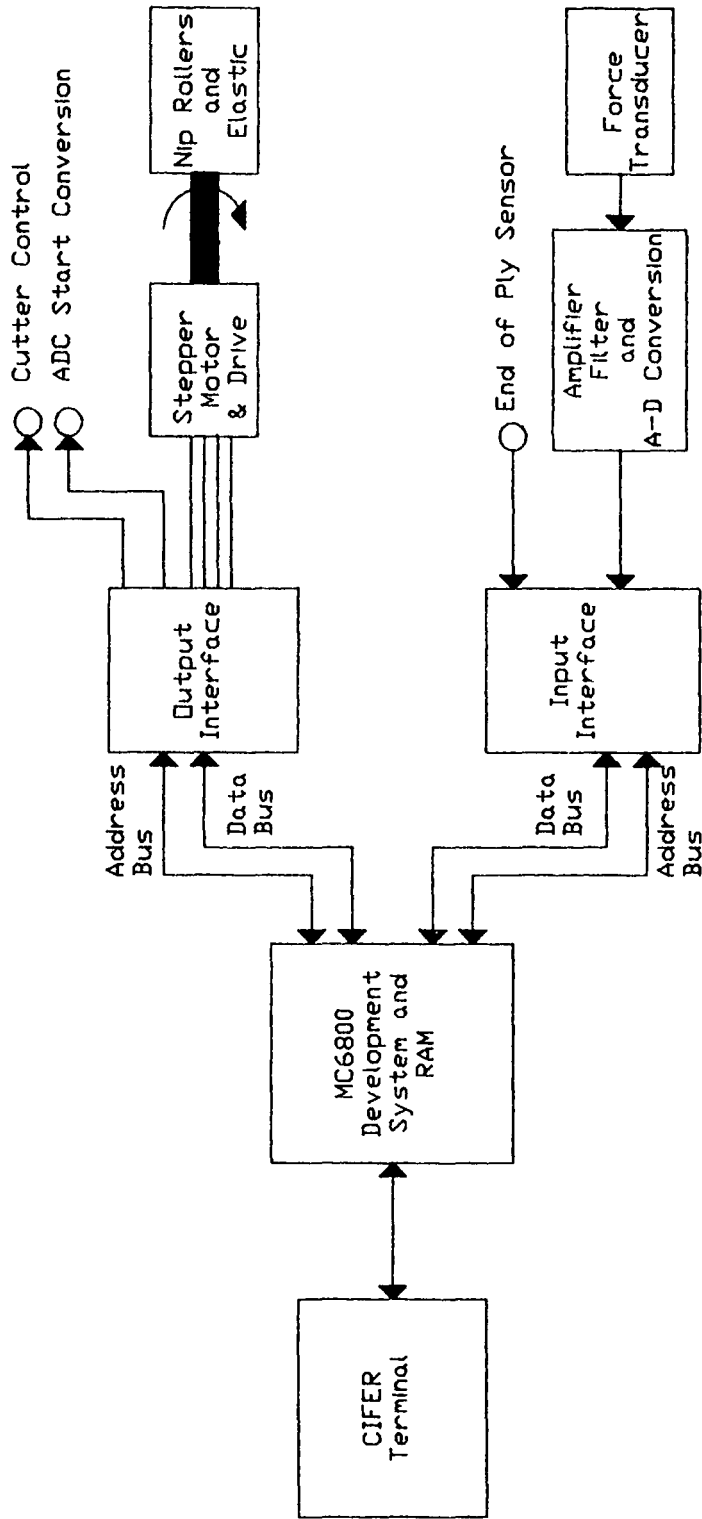 Cutter Control
ADC Start Conversion
Nip Rollers
and
Elastic
Stepper
Motor
& Drive
Output
Interface
Address
Bus
Data
Bus
MC6800
Development
System and
RAM
CIFER
Terminal
Data
Bus
Address
Bus
Input
Interface
End of Ply Sensor
Amplifier
Filter
and
A-D Conversion
Force
Transducer